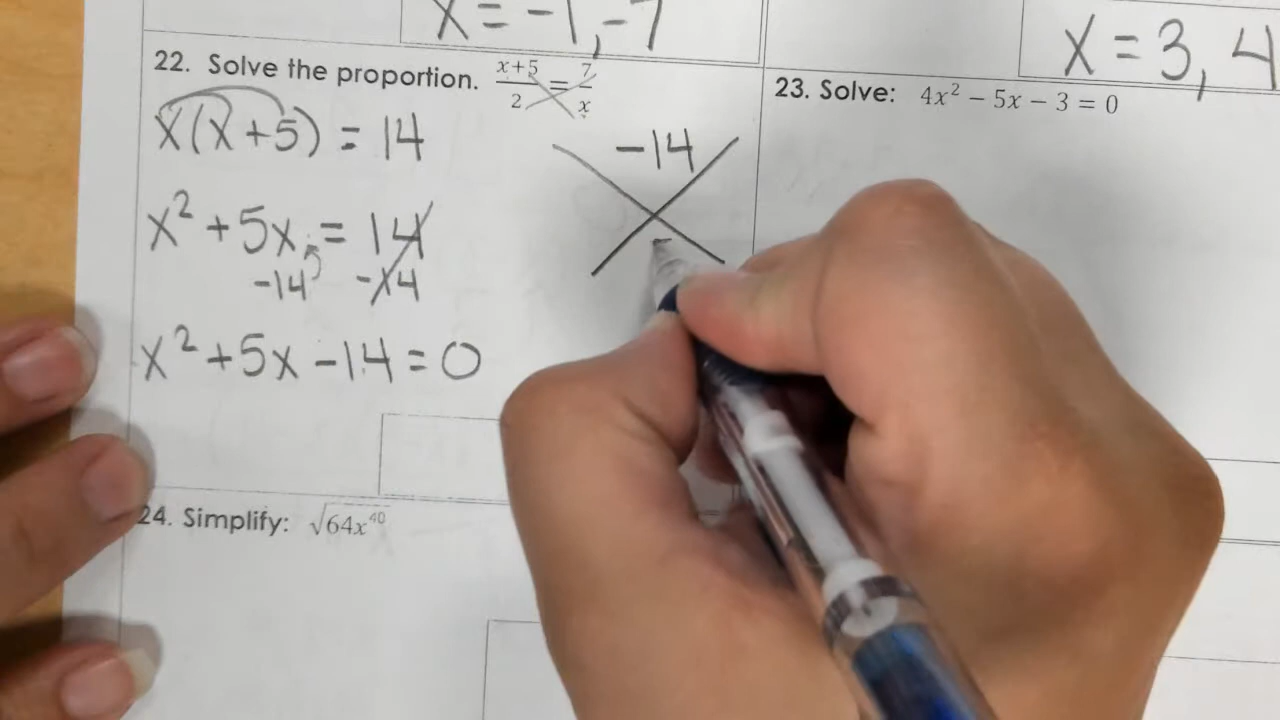 x = -1, -7
x = 3, 4
22. Solve the proportion. x+5/2 = 7/x
x(x+5) = 14
x² + 5x = 14
-14 -14
x² + 5x - 14 = 0
-14
23. Solve: 4x² − 5x − 3 = 0
24. Simplify: √64x⁴⁰